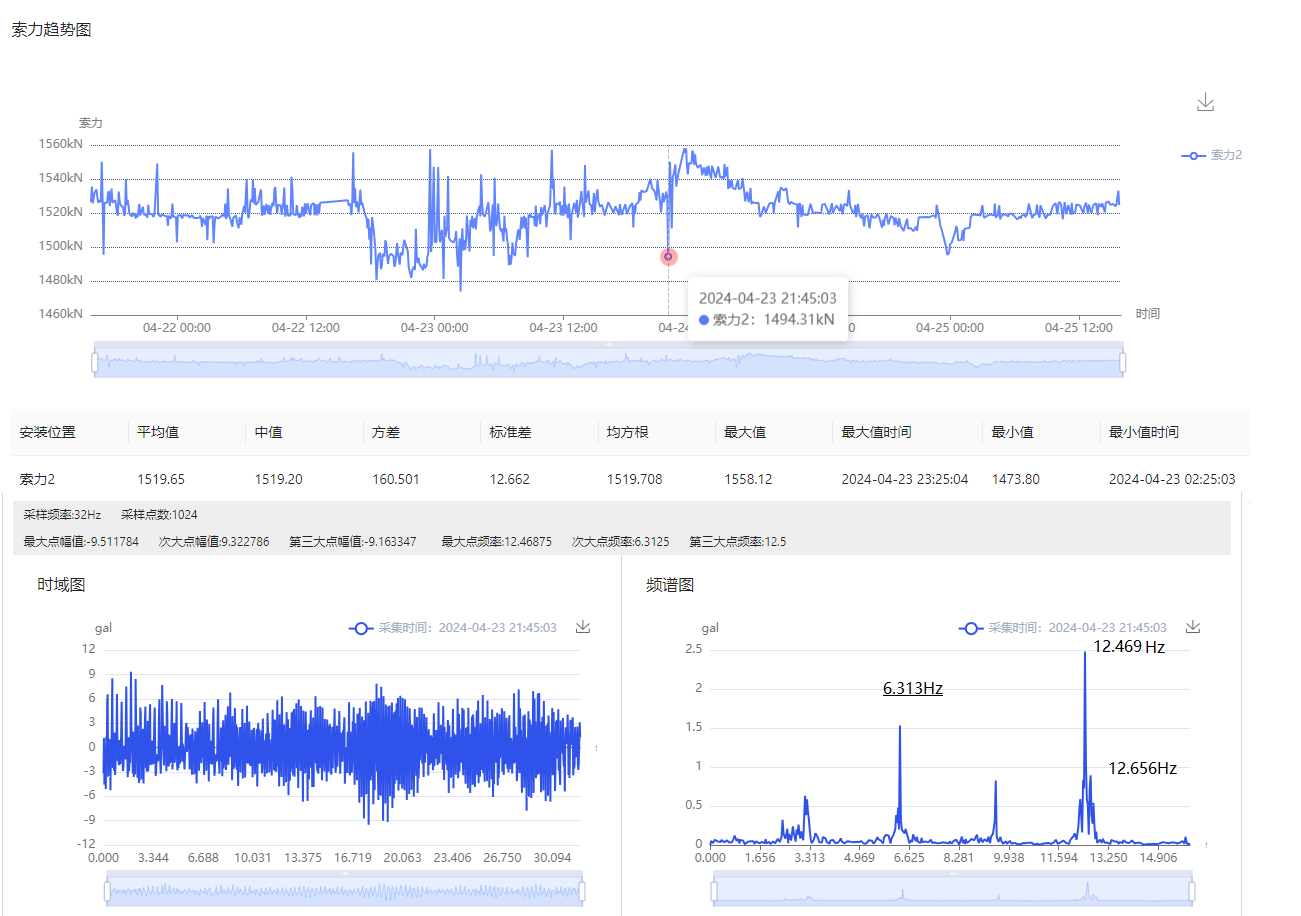 索力趋势图
索力
索力2
1560kN
1540kN
1520kN
1500kN
1480kN
1460kN
2024-04-23 21:45:03
索力2: 1494.31kN
时间
04-22 00:00 04-22 12:00 04-23 00:00 04-23 12:00 04-24 04-25 00:00 04-25 12:00
安装位置 平均值 中值 方差 标准差 均方根 最大值 最大值时间 最小值 最小值时间
索力2 1519.65 1519.20 160.501 12.662 1519.708 1558.12 2024-04-23 23:25:04 1473.80 2024-04-23 02:25:03
采样频率:32Hz 采样点数:1024
最大点幅值:-9.511784 次大点幅值:9.322786 第三大点幅值:-9.163347 最大点频率:12.46875 次大点频率:6.3125 第三大点频率:12.5
时域图
gal
采集时间: 2024-04-23 21:45:03
12
9
6
3
0
-3
-6
-9
-12
0.000 3.344 6.688 10.031 13.375 16.719 20.063 23.406 26.750 30.094
频谱图
gal
采集时间: 2024-04-23 21:45:03
12.469 Hz
6.313Hz
12.656Hz
2.5
2
1.5
1
0.5
0
0.000 1.656 3.313 4.969 6.625 8.281 9.938 11.594 13.250 14.906